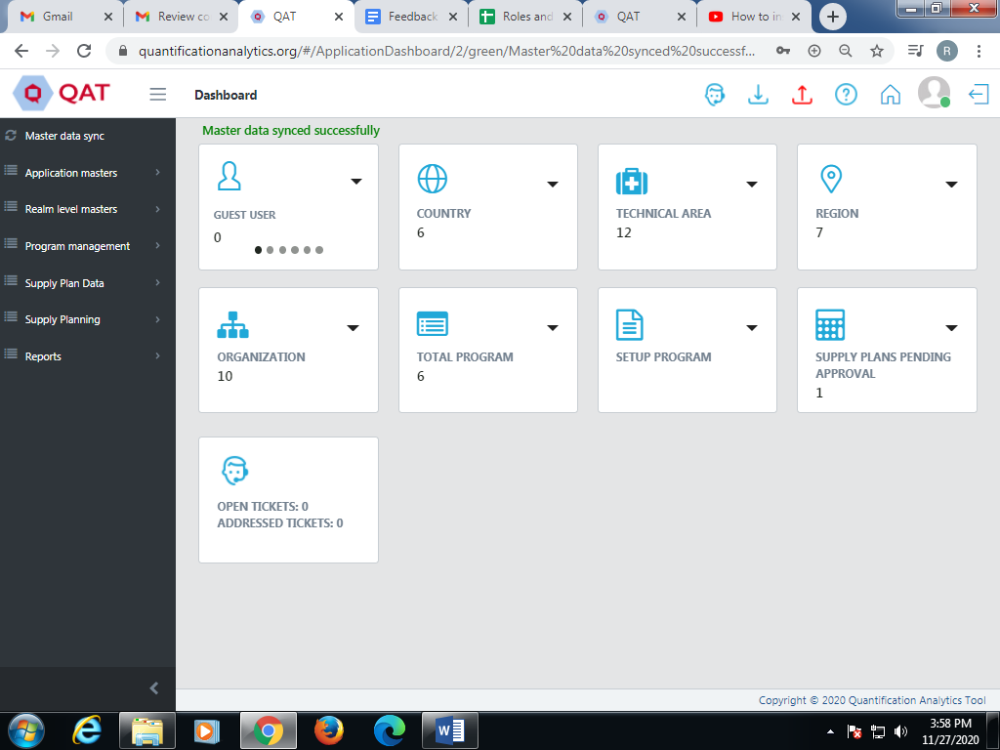 Gmail
Review co
QAT
Feedback
Roles and
QAT
How to in
quantificationanalytics.org/#/ApplicationDashboard/2/green/Master%20data%20synced%20successf...
R
QAT
Dashboard
Master data sync
Application masters
Realm level masters
Program management
Supply Plan Data
Supply Planning
Reports
Master data synced successfully
GUEST USER
0
COUNTRY
6
TECHNICAL AREA
12
REGION
7
ORGANIZATION
10
TOTAL PROGRAM
6
SETUP PROGRAM
SUPPLY PLANS PENDING
APPROVAL
1
OPEN TICKETS: 0
ADDRESSED TICKETS: 0
Copyright © 2020 Quantification Analytics Tool
3:58 PM
11/27/2020